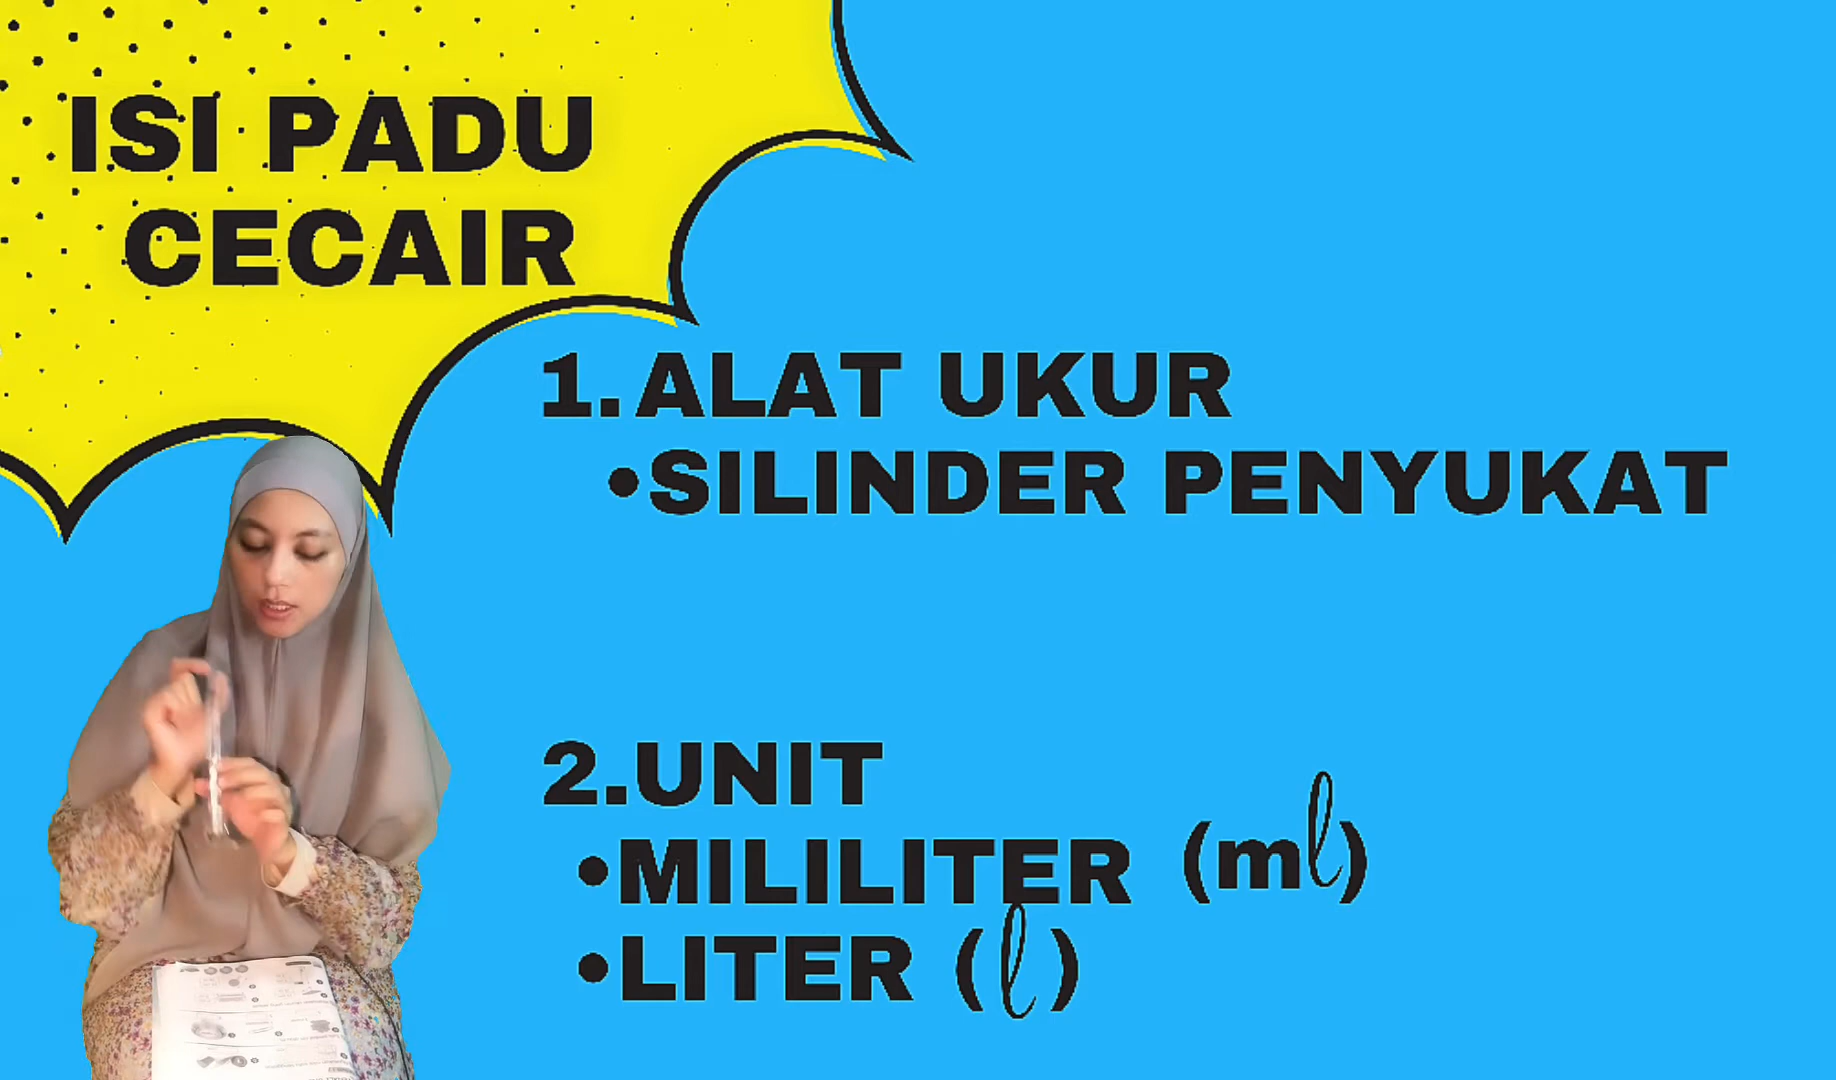 ISI PADU
CECAIR
1. ALAT UKUR
•SILINDER PENYUKAT
2. UNIT
•MILILITER (ml)
•LITER (l)